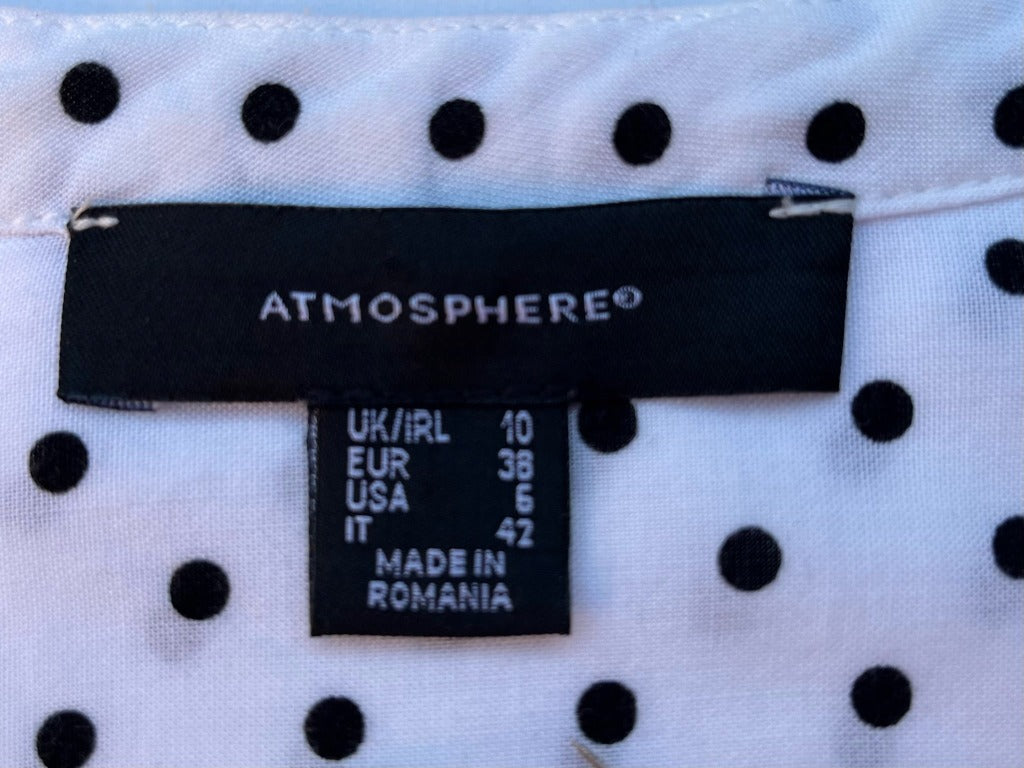 ATMOSPHERE®
UK/IRL 10
EUR 38
USA 6
IT 42
MADE IN
ROMANIA